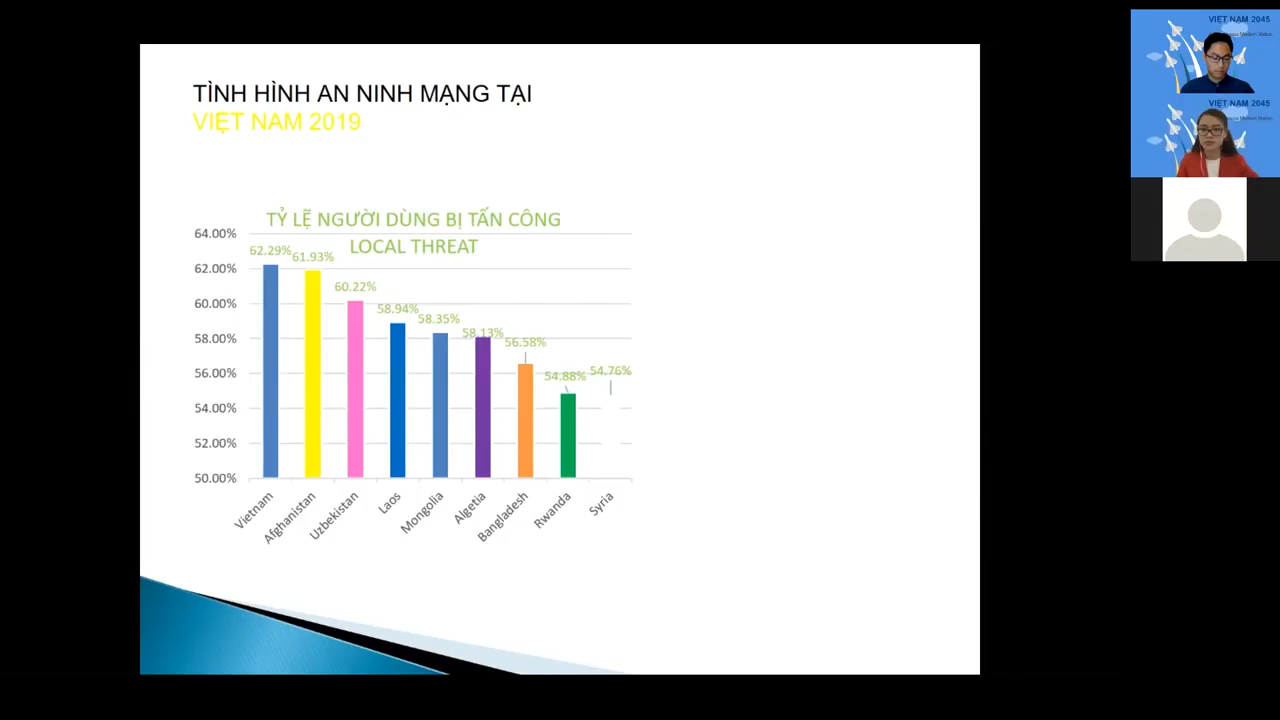 TÌNH HÌNH AN NINH MẠNG TẠI
VIỆT NAM 2019
TỶ LỆ NGƯỜI DÙNG BỊ TẤN CÔNG
LOCAL THREAT
64.00%
62.00%
60.00%
58.00%
56.00%
54.00%
52.00%
50.00%
62.29%
61.93%
60.22%
58.94%
58.35%
58.13%
56.58%
54.88%
54.76%
Vietnam
Afghanistan
Uzbekistan
Laos
Mongolia
Algetia
Bangladesh
Rwanda
Syria
VIỆT NAM 2045
VIỆT NAM 2045